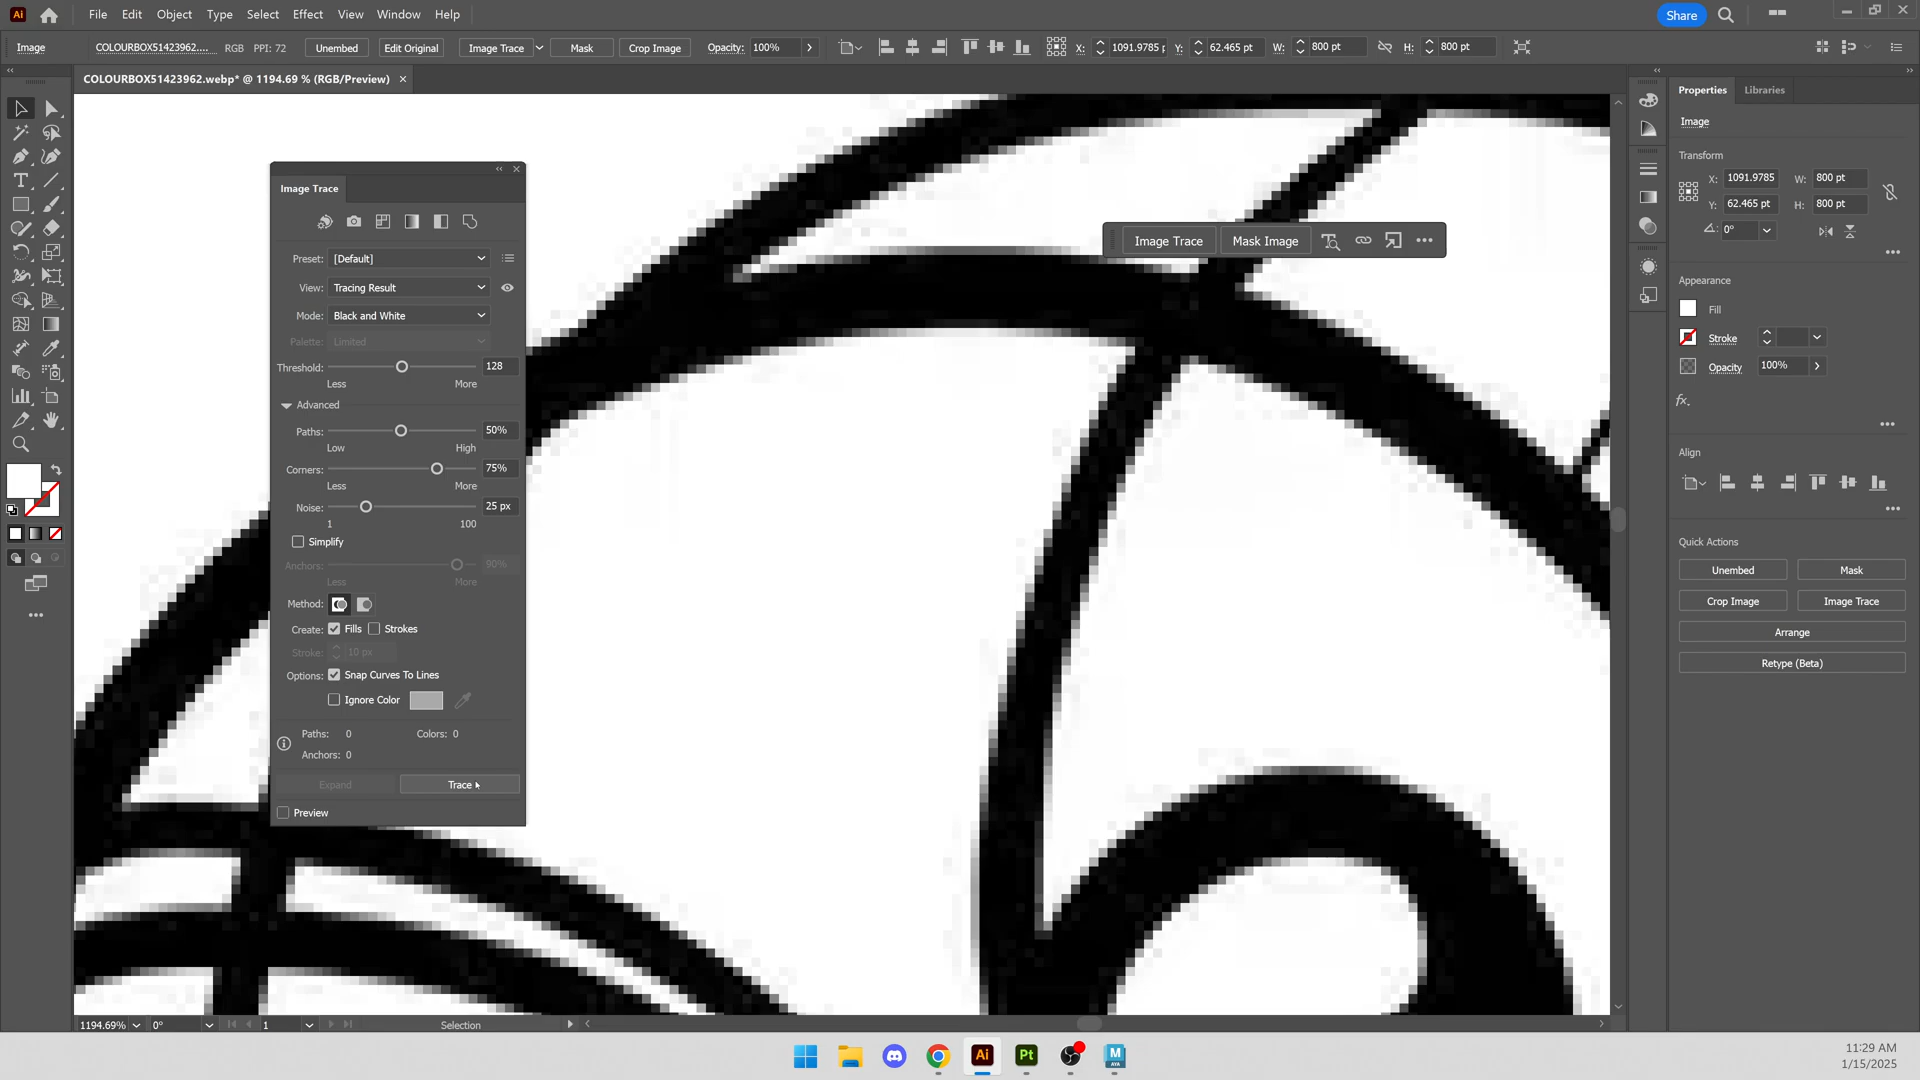 Ai File Edit Object Type Select Effect View Window Help Share
Image COLOURBOX51423962.... RGB PPI: 72 Unembed Edit Original Image Trace Mask Crop Image Opacity: 100% X: 1091.9785 p Y: 62.465 pt W: 800 pt H: 800 pt
COLOURBOX51423962.webp* @ 1194.69 % (RGB/Preview) ×
Image Trace
Preset: [Default]
View: Tracing Result
Mode: Black and White
Palette: Limited
Threshold: 128
Less More
Advanced
Paths: 50%
Low High
Corners: 75%
Less More
Noise: 25 px
1 100
Simplify
Anchors: 90%
Less More
Method:
Create: Fills Strokes
Stroke: 10 px
Options: Snap Curves To Lines
Ignore Color
Paths: 0 Colors: 0
Anchors: 0
Expand Trace
Preview
Image Trace Mask Image
Properties Libraries
Image
Transform
X: 1091.9785 W: 800 pt
Y: 62.465 pt H: 800 pt
0°
Appearance
Fill
Stroke
Opacity 100%
fx.
Align
Quick Actions
Unembed Mask
Crop Image Image Trace
Arrange
Retype (Beta)
1194.69% 0° 1 Selection
Ai Pt M
AYA
11:29 AM
1/15/2025